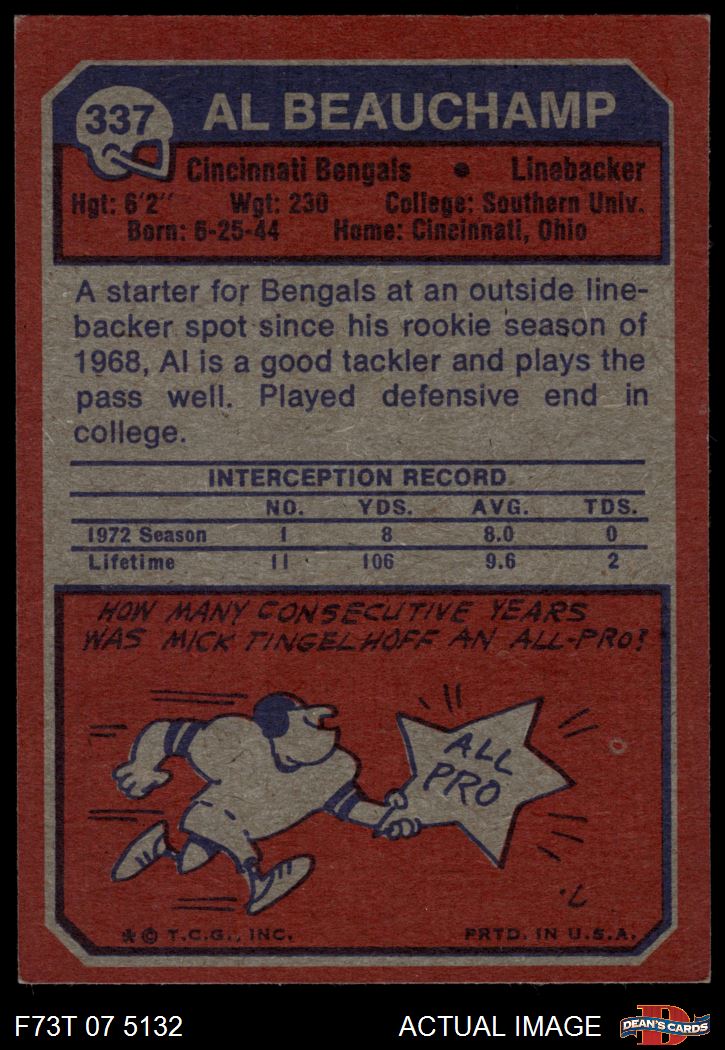 337
AL BEAUCHAMP
Cincinnati Bengals • Linebacker
Hgt: 6'2" Wgt: 230 College: Southern Univ.
Born: 6-25-44 Home: Cincinnati, Ohio
A starter for Bengals at an outside line-
backer spot since his rookie season of
1968, Al is a good tackler and plays the
pass well. Played defensive end in
college.
INTERCEPTION RECORD
NO. YDS. AVG. TDS.
1972 Season 1 8 8.0 0
Lifetime 11 106 9.6 2
HOW MANY CONSECUTIVE YEARS
WAS MICK TINGELHOFF AN ALL-PRO?
ALL
PRO
7.
* © T.C.G., INC. PRTD. IN U.S.A.
F73T 07 5132 ACTUAL IMAGE D DEAN'S CARDS